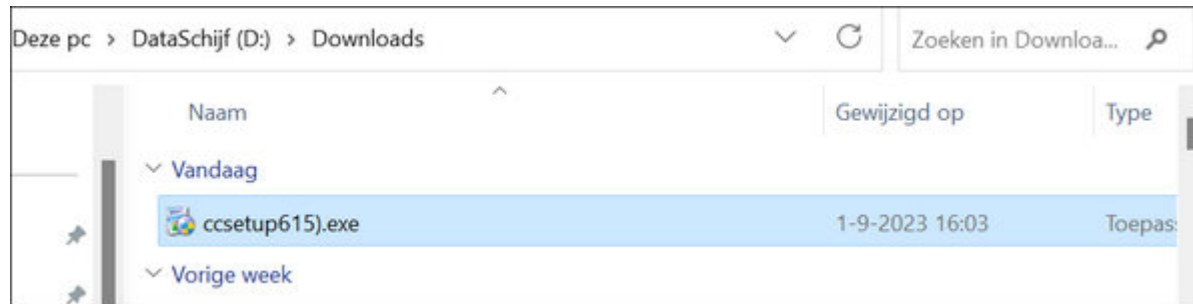 Deze pc > DataSchijf (D:) > Downloads Zoeken in Downloa...
Naam Gewijzigd op Type
Vandaag
ccsetup615).exe 1-9-2023 16:03 Toepas
Vorige week